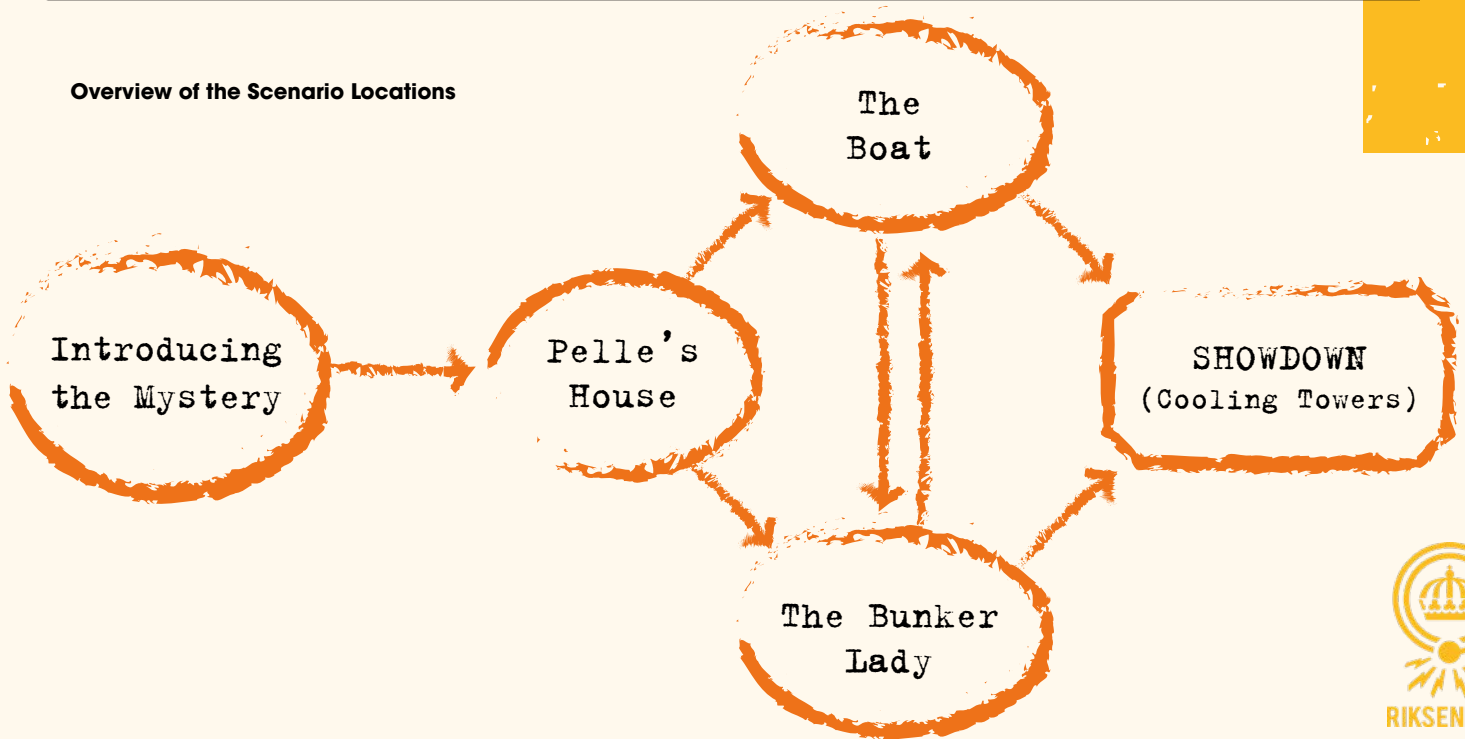 Overview of the Scenario Locations
The
Boat
Introducing
the Mystery
Pelle's
House
SHOWDOWN
(Cooling Towers)
The Bunker
Lady
RIKSEN